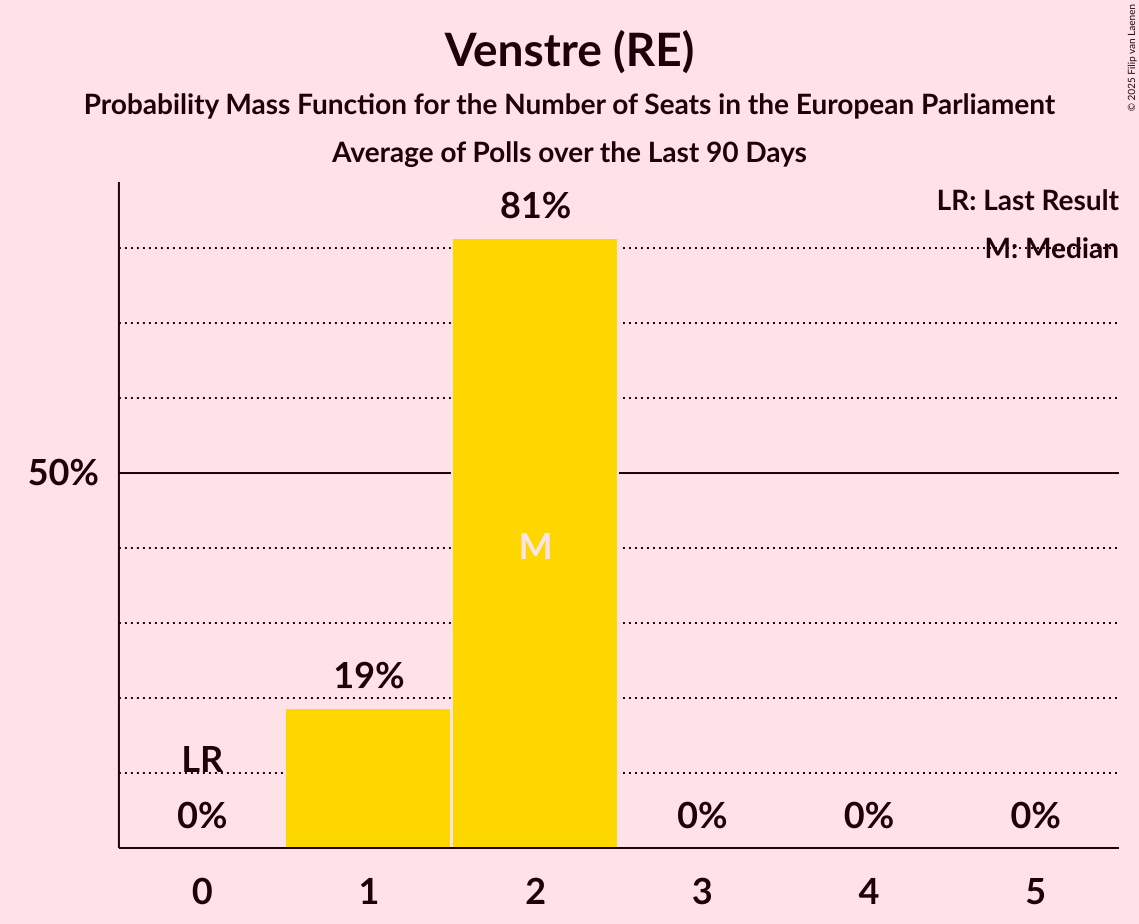 Venstre (RE)
Probability Mass Function for the Number of Seats in the European Parliament
Average of Polls over the Last 90 Days
© 2025 Filip van Laenen
LR: Last Result
M: Median
81%
50%
M
19%
LR
0%
0%
0%
0%
0
1
2
3
4
5